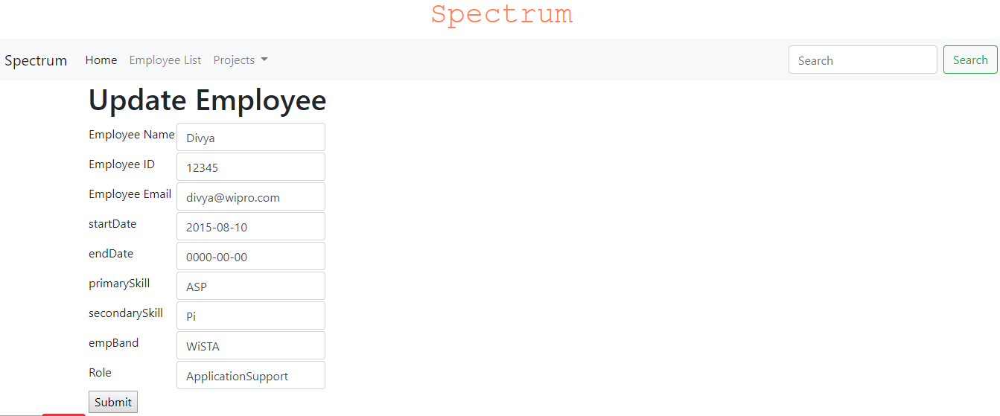 Spectrum
Spectrum Home Employee List Projects Search Search
Update Employee
Employee Name Divya
Employee ID 12345
Employee Email divya@wipro.com
startDate 2015-08-10
endDate 0000-00-00
primarySkill ASP
secondarySkill Pi
empBand WiSTA
Role ApplicationSupport
Submit